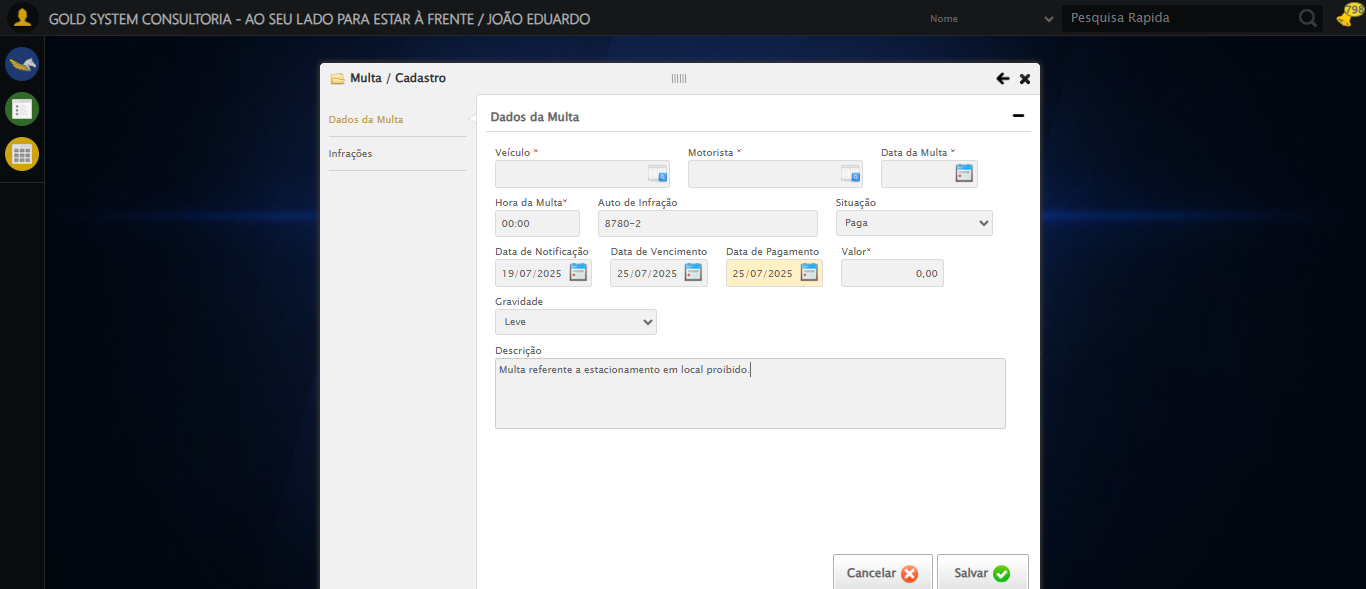 GOLD SYSTEM CONSULTORIA - AO SEU LADO PARA ESTAR À FRENTE / JOÃO EDUARDO
Nome
Pesquisa Rapida
798
Multa / Cadastro
Dados da Multa
Infrações
Dados da Multa
Veículo * Motorista * Data da Multa *
Hora da Multa* Auto de Infração Situação
00:00 8780-2 Paga
Data de Notificação Data de Vencimento Data de Pagamento Valor*
19/07/2025 25/07/2025 25/07/2025 0,00
Gravidade
Leve
Descrição
Multa referente a estacionamento em local proibido.
Cancelar Salvar